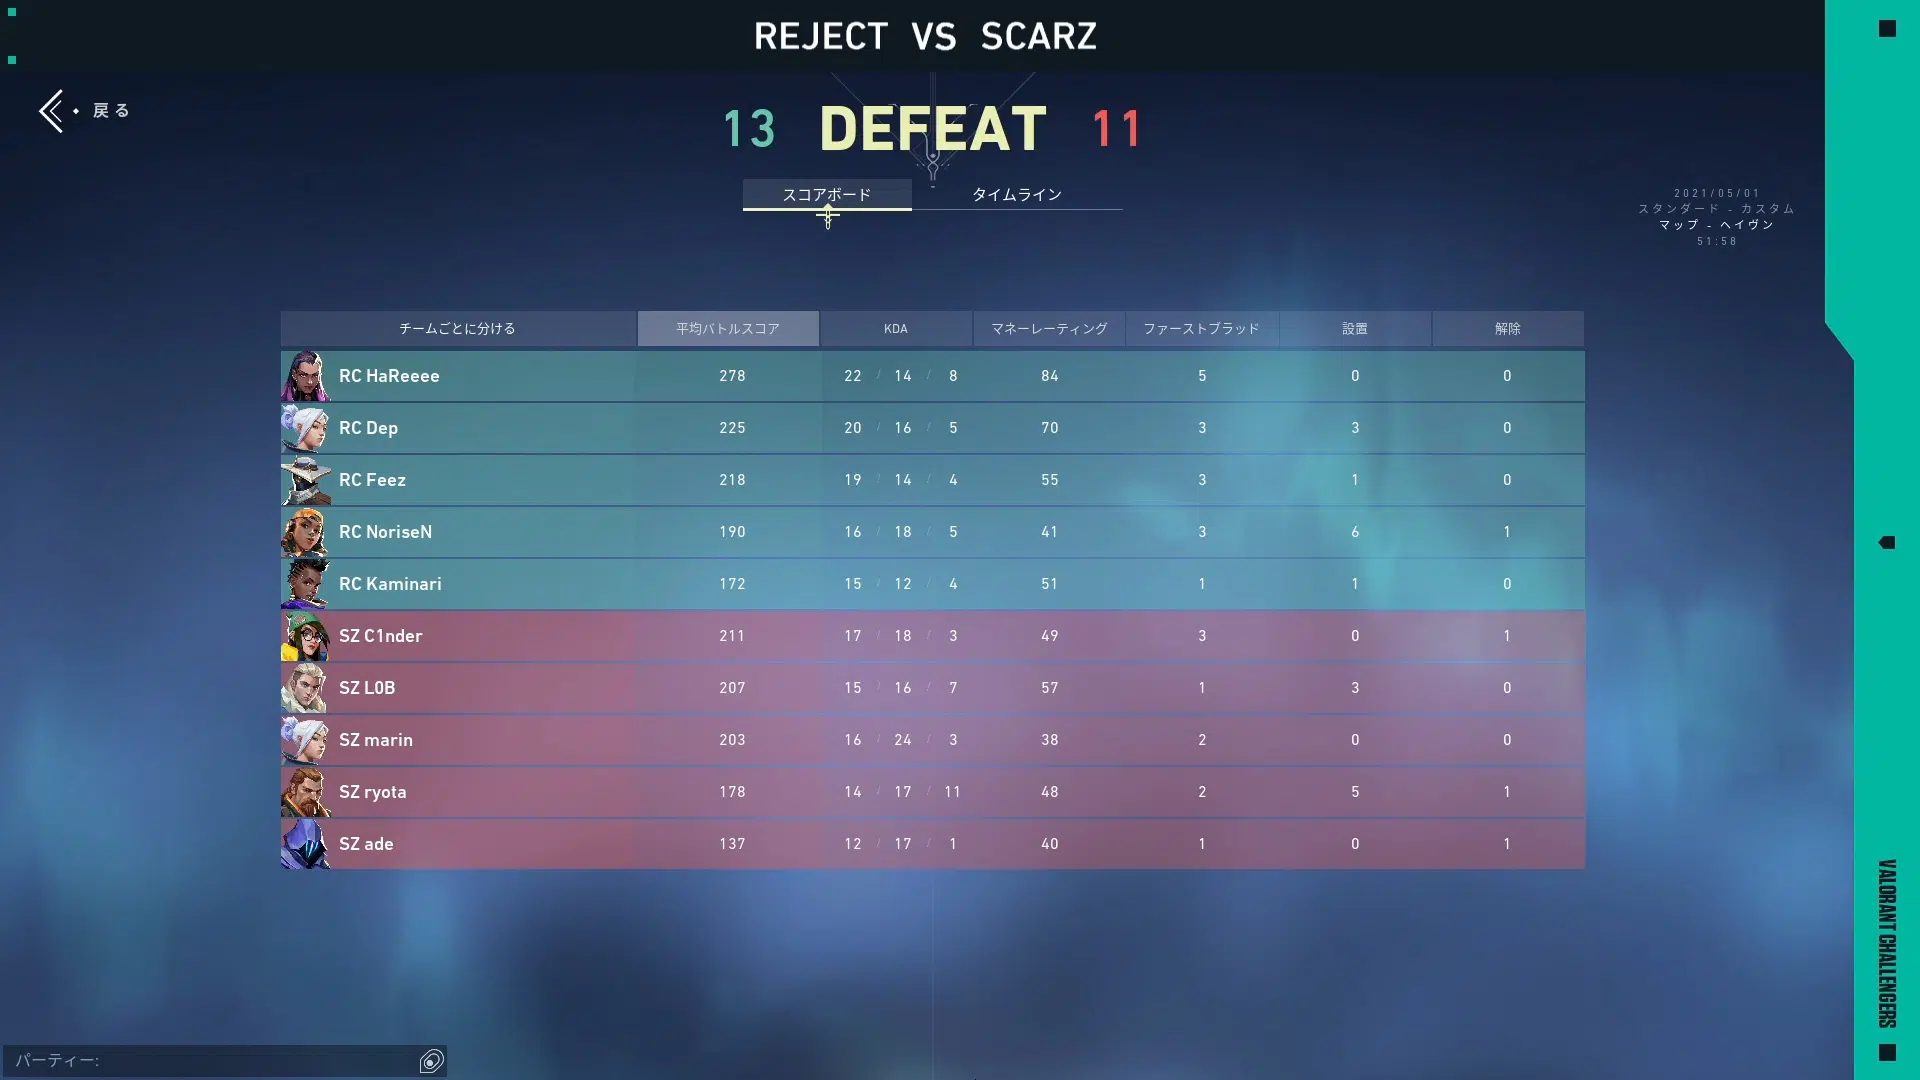 REJECT VS SCARZ
戻る
13 DEFEAT 11
スコアボード タイムライン
2021/05/01
スタンダード - カスタム
マップ - ヘイヴン
51:58
チームごとに分ける 平均バトルスコア KDA マネーレーティング ファーストブラッド 設置 解除
RC HaReeee 278 22 / 14 / 8 84 5 0 0
RC Dep 225 20 / 16 / 5 70 3 3 0
RC Feez 218 19 / 14 / 4 55 3 1 0
RC NoriseN 190 16 / 18 / 5 41 3 6 1
RC Kaminari 172 15 / 12 / 4 51 1 1 0
SZ C1nder 211 17 / 18 / 3 49 3 0 1
SZ L0B 207 15 / 16 / 7 57 1 3 0
SZ marin 203 16 / 24 / 3 38 2 0 0
SZ ryota 178 14 / 17 / 11 48 2 5 1
SZ ade 137 12 / 17 / 1 40 1 0 1
VALORANT CHALLENGERS
パーティー: